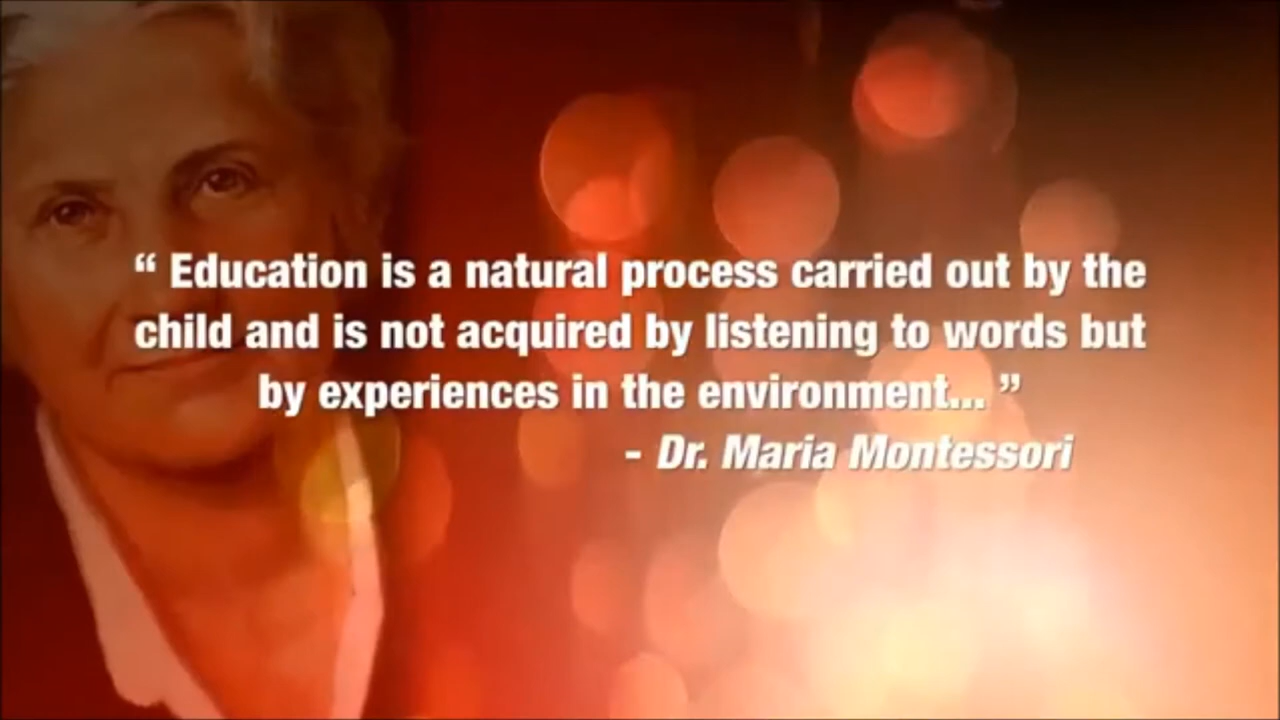 “ Education is a natural process carried out by the
child and is not acquired by listening to words but
by experiences in the environment... ”
- Dr. Maria Montessori